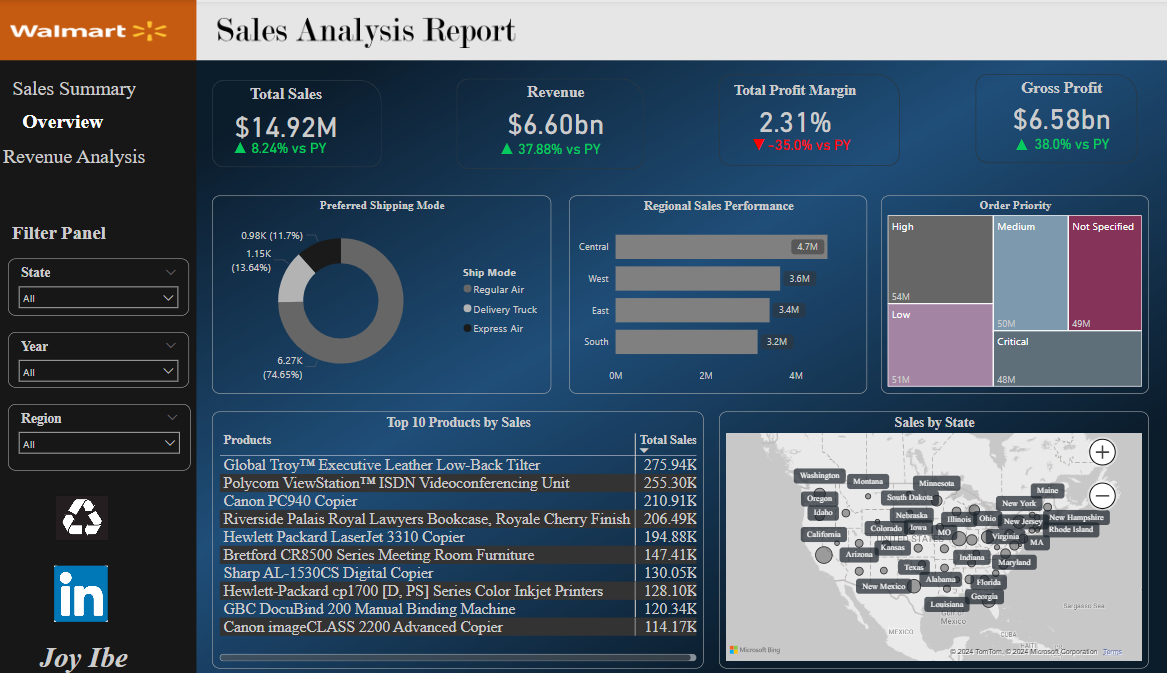 Walmart
Sales Analysis Report
Sales Summary
Overview
Revenue Analysis
Filter Panel
State
All
Year
All
Region
All
in
Joy Ibe
Total Sales
$14.92M
▲ 8.24% vs PY
Revenue
$6.60bn
▲ 37.88% vs PY
Total Profit Margin
2.31%
▼ -35.0% vs PY
Gross Profit
$6.58bn
▲ 38.0% vs PY
Preferred Shipping Mode
0.98K (11.7%)
1.15K
(13.64%)
6.27K
(74.65%)
Ship Mode
Regular Air
Delivery Truck
Express Air
Regional Sales Performance
Central 4.7M
West 3.6M
East 3.4M
South 3.2M
0M 2M 4M
Order Priority
High
54M
Low
51M
Medium
50M
Not Specified
49M
Critical
48M
Top 10 Products by Sales
Products Total Sales
Global Troy™ Executive Leather Low-Back Tilter 275.94K
Polycom ViewStation™ ISDN Videoconferencing Unit 255.30K
Canon PC940 Copier 210.91K
Riverside Palais Royal Lawyers Bookcase, Royale Cherry Finish 206.49K
Hewlett Packard LaserJet 3310 Copier 194.88K
Bretford CR8500 Series Meeting Room Furniture 147.41K
Sharp AL-1530CS Digital Copier 130.05K
Hewlett-Packard cp1700 [D, PS] Series Color Inkjet Printers 128.10K
GBC DocuBind 200 Manual Binding Machine 120.34K
Canon imageCLASS 2200 Advanced Copier 114.17K
Sales by State
Washington
Montana
Minnesota
Maine
Oregon
South Dakota
New York
Idaho
Nebraska
Illinois
Ohio
New Jersey
New Hampshire
California
Colorado
Iowa
MO
Virginia
Rhode Island
UNITED STATES
Kansas
MA
Arizona
Indiana
Maryland
Texas
New Mexico
Alabama
Florida
Louisiana
Georgia
Gulf of
Mexico
Sargasso Sea
MEXICO
CUBA
HAITI
Microsoft Bing
© 2024 TomTom, © 2024 Microsoft Corporation Terms